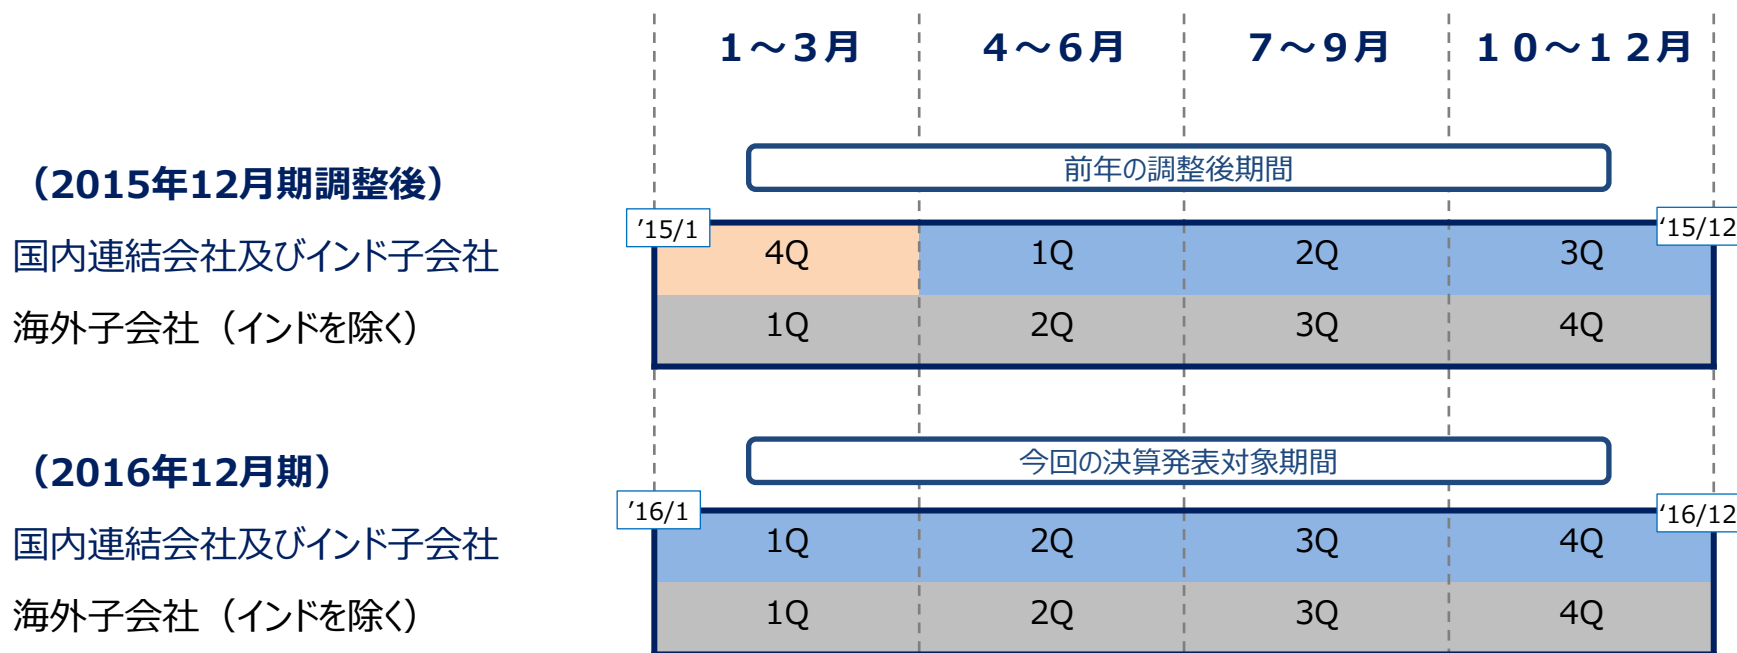 1～3月 4～6月 7～9月 10～12月
（2015年12月期調整後）
前年の調整後期間
'15/1
‘15/12
国内連結会社及びインド子会社 4Q 1Q 2Q 3Q
海外子会社（インドを除く） 1Q 2Q 3Q 4Q
（2016年12月期）
今回の決算発表対象期間
'16/1
‘16/12
国内連結会社及びインド子会社 1Q 2Q 3Q 4Q
海外子会社（インドを除く） 1Q 2Q 3Q 4Q